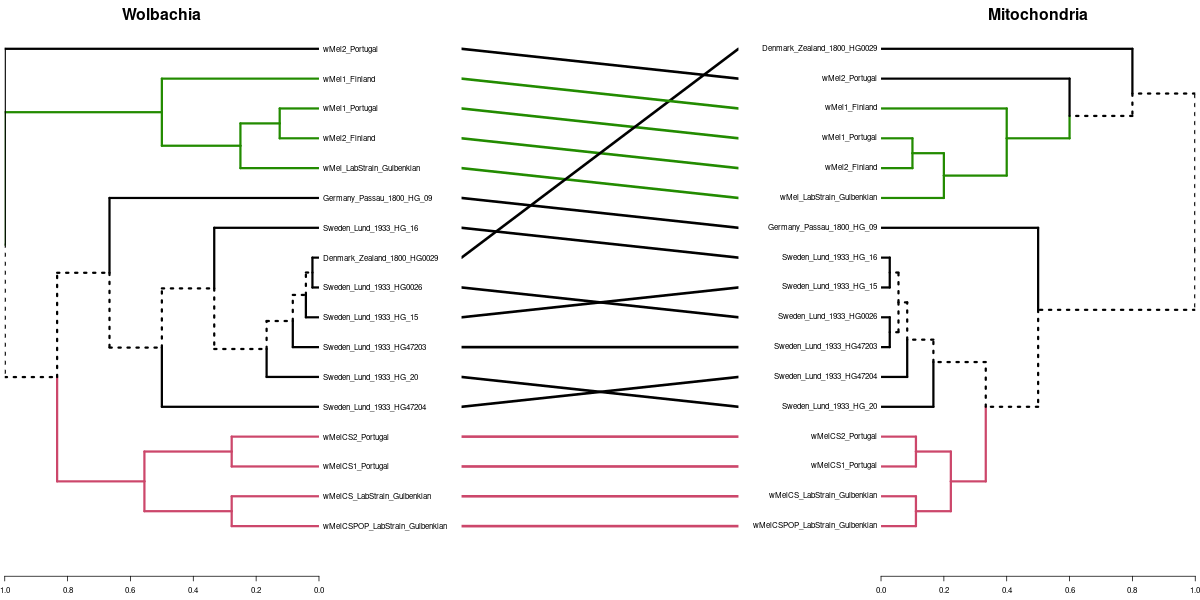 Wolbachia
Mitochondria
wMel2_Portugal
wMel1_Finland
wMel1_Portugal
wMel2_Finland
wMel_LabStrain_Gulbenkian
Germany_Passau_1800_HG_09
Sweden_Lund_1933_HG_16
Denmark_Zealand_1800_HG0029
Sweden_Lund_1933_HG0026
Sweden_Lund_1933_HG_15
Sweden_Lund_1933_HG47203
Sweden_Lund_1933_HG_20
Sweden_Lund_1933_HG47204
wMelCS2_Portugal
wMelCS1_Portugal
wMelCS_LabStrain_Gulbenkian
wMelCSPOP_LabStrain_Gulbenkian
1.0 0.8 0.6 0.4 0.2 0.0
Denmark_Zealand_1800_HG0029
wMel2_Portugal
wMel1_Finland
wMel1_Portugal
wMel2_Finland
wMel_LabStrain_Gulbenkian
Germany_Passau_1800_HG_09
Sweden_Lund_1933_HG_16
Sweden_Lund_1933_HG_15
Sweden_Lund_1933_HG0026
Sweden_Lund_1933_HG47203
Sweden_Lund_1933_HG47204
Sweden_Lund_1933_HG_20
wMelCS2_Portugal
wMelCS1_Portugal
wMelCS_LabStrain_Gulbenkian
wMelCSPOP_LabStrain_Gulbenkian
0.0 0.2 0.4 0.6 0.8 1.0